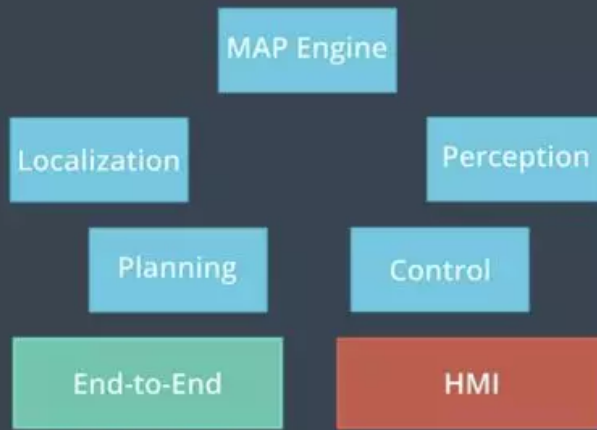 MAP Engine
Localization
Perception
Planning
Control
End-to-End
HMI